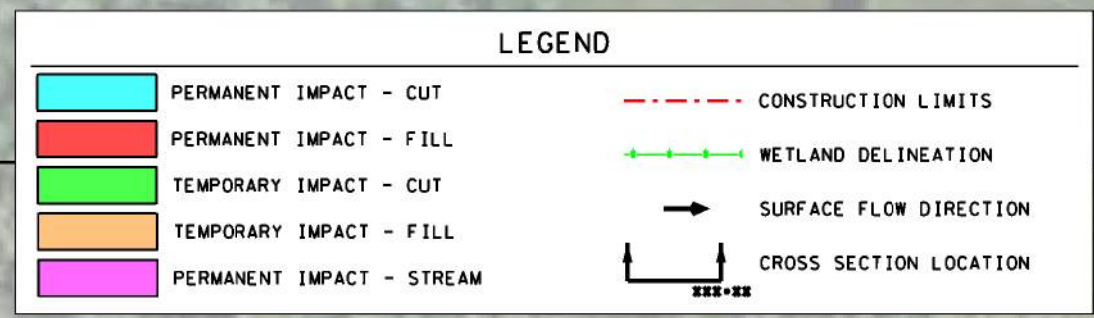 LEGEND
PERMANENT IMPACT - CUT
PERMANENT IMPACT - FILL
TEMPORARY IMPACT - CUT
TEMPORARY IMPACT - FILL
PERMANENT IMPACT - STREAM
CONSTRUCTION LIMITS
WETLAND DELINEATION
SURFACE FLOW DIRECTION
CROSS SECTION LOCATION
XXX+XX